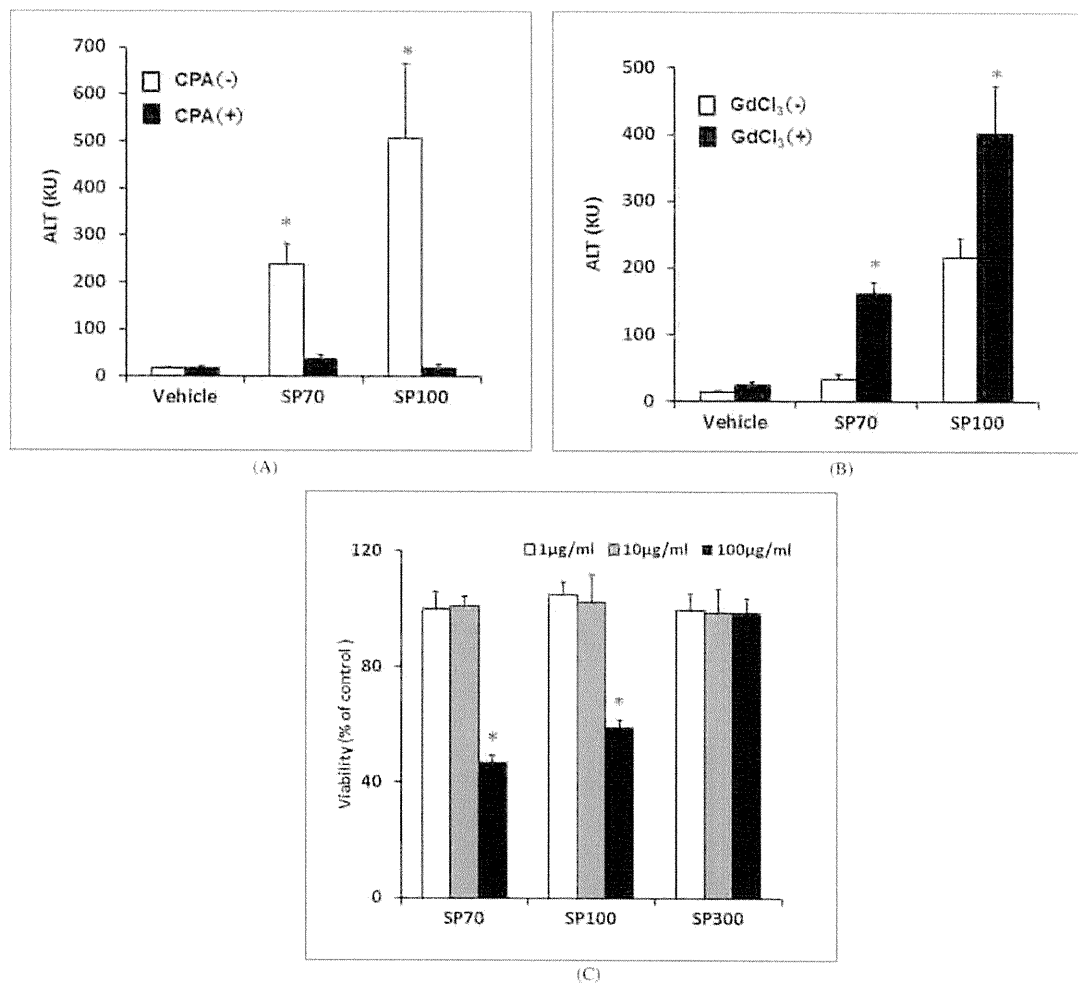 700
600
500
400
300
200
100
0
ALT (KU)
CPA(-)
CPA(+)
*
*
Vehicle
SP70
SP100
(A)
500
400
300
200
100
0
ALT (KU)
GdCl₃(-)
GdCl₃(+)
*
*
Vehicle
SP70
SP100
(B)
120
80
40
0
Viability (% of control )
1µg/ml 10µg/ml 100µg/ml
*
*
SP70
SP100
SP300
(C)